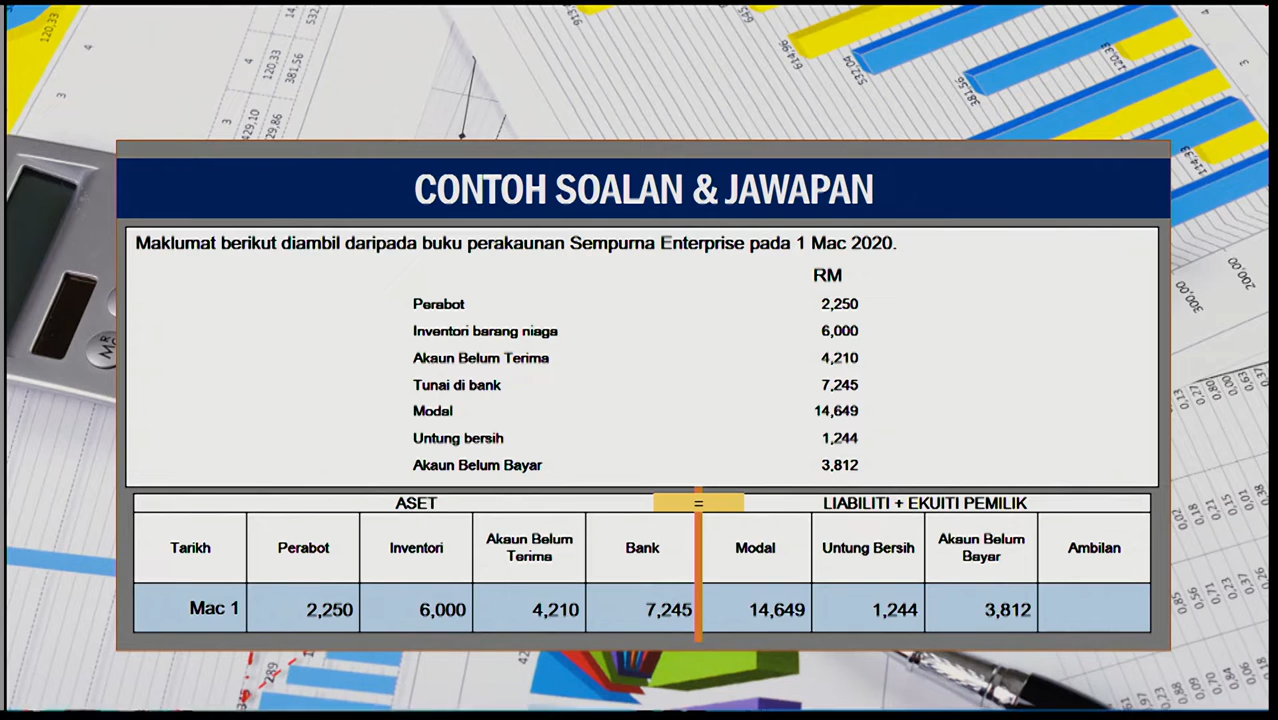 CONTOH SOALAN & JAWAPAN
Maklumat berikut diambil daripada buku perakaunan Sempurna Enterprise pada 1 Mac 2020.
RM
Perabot 2,250
Inventori barang niaga 6,000
Akaun Belum Terima 4,210
Tunai di bank 7,245
Modal 14,649
Untung bersih 1,244
Akaun Belum Bayar 3,812
ASET = LIABILITI + EKUITI PEMILIK
Tarikh Perabot Inventori Akaun Belum Terima Bank Modal Untung Bersih Akaun Belum Bayar Ambilan
Mac 1 2,250 6,000 4,210 7,245 14,649 1,244 3,812